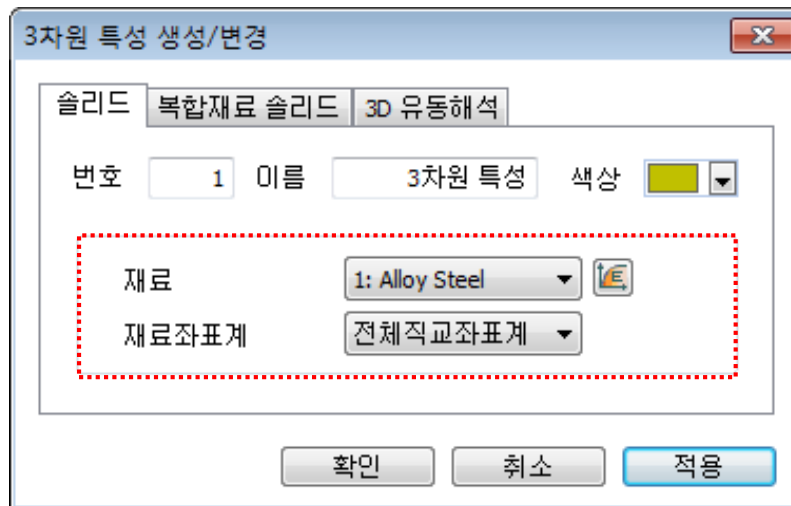 3차원 특성 생성/변경
솔리드 복합재료 솔리드 3D 유동해석
번호 1 이름 3차원 특성 색상
재료 1: Alloy Steel E
재료좌표계 전체직교좌표계
확인 취소 적용